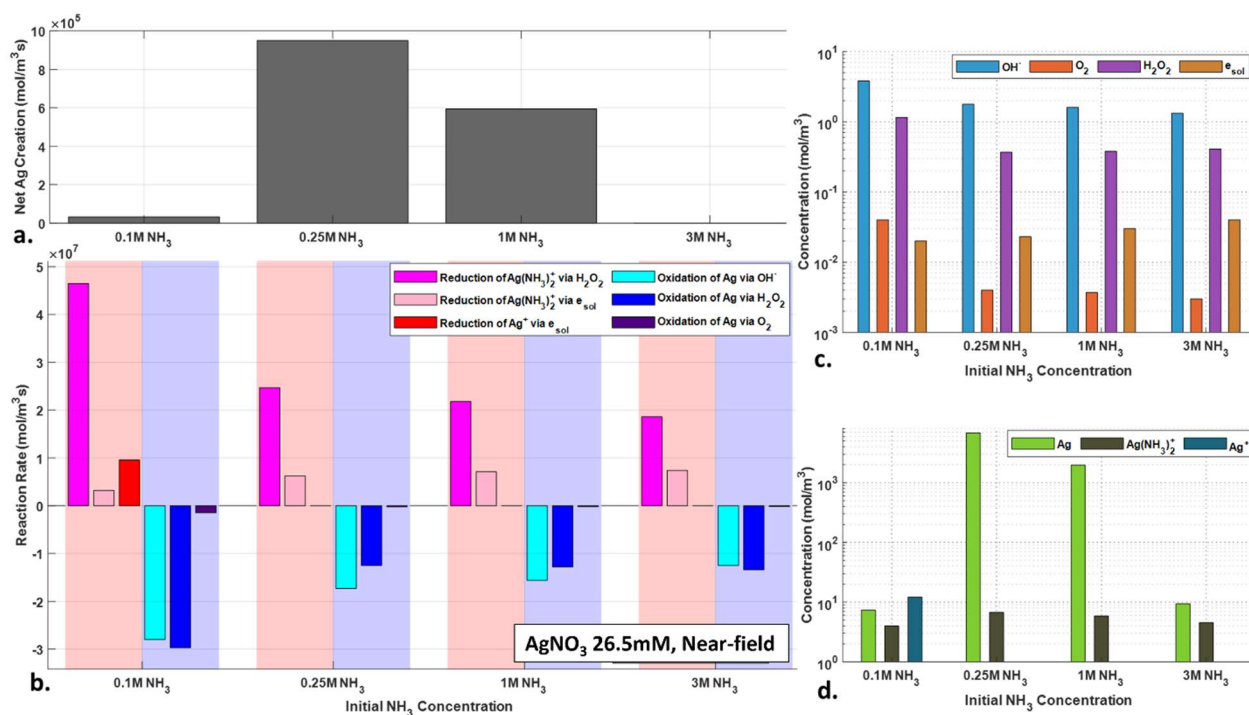 ×10⁵
10
8
6
4
2
0
Net Ag Creation (mol/m³s)
0.1M NH₃
0.25M NH₃
1M NH₃
3M NH₃
a.
×10⁷
5
4
3
2
1
0
-1
-2
-3
Reaction Rate (mol/m³s)
Reduction of Ag(NH₃)₂⁺ via H₂O₂
Reduction of Ag(NH₃)₂⁺ via e_sol
Reduction of Ag⁺ via e_sol
Oxidation of Ag via OH·
Oxidation of Ag via H₂O₂
Oxidation of Ag via O₂
AgNO₃ 26.5mM, Near-field
0.1M NH₃
0.25M NH₃
1M NH₃
3M NH₃
b.
Initial NH₃ Concentration
10¹
10⁰
10⁻¹
10⁻²
10⁻³
Concentration (mol/m³)
OH·
O₂
H₂O₂
e_sol
0.1M NH₃
0.25M NH₃
1M NH₃
3M NH₃
c.
Initial NH₃ Concentration
10³
10²
10¹
10⁰
Concentration (mol/m³)
Ag
Ag(NH₃)₂⁺
Ag⁺
0.1M NH₃
0.25M NH₃
1M NH₃
3M NH₃
d.
Initial NH₃ Concentration